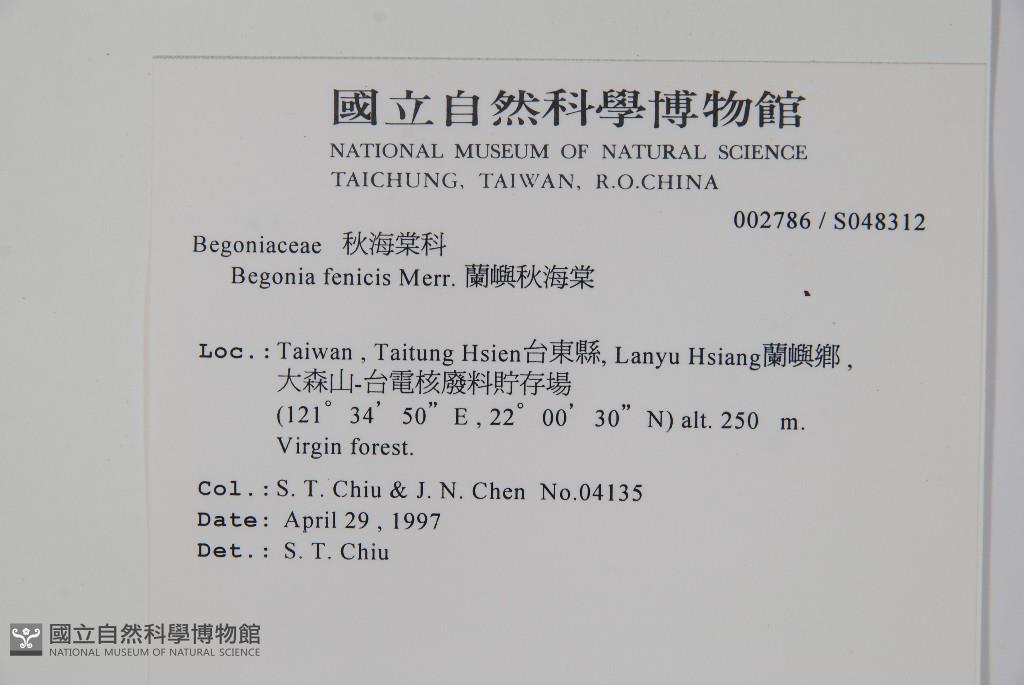 國立自然科學博物館
NATIONAL MUSEUM OF NATURAL SCIENCE
TAICHUNG, TAIWAN, R.O.CHINA
002786 / S048312
Begoniaceae 秋海棠科
Begonia fenicis Merr. 蘭嶼秋海棠
Loc.: Taiwan , Taitung Hsien台東縣, Lanyu Hsiang蘭嶼鄉 ,
大森山-台電核廢料貯存場
(121° 34’ 50” E , 22° 00’ 30” N) alt. 250 m.
Virgin forest.
Col.: S. T. Chiu & J. N. Chen No.04135
Date: April 29 , 1997
Det.: S. T. Chiu
國立自然科學博物館
NATIONAL MUSEUM OF NATURAL SCIENCE